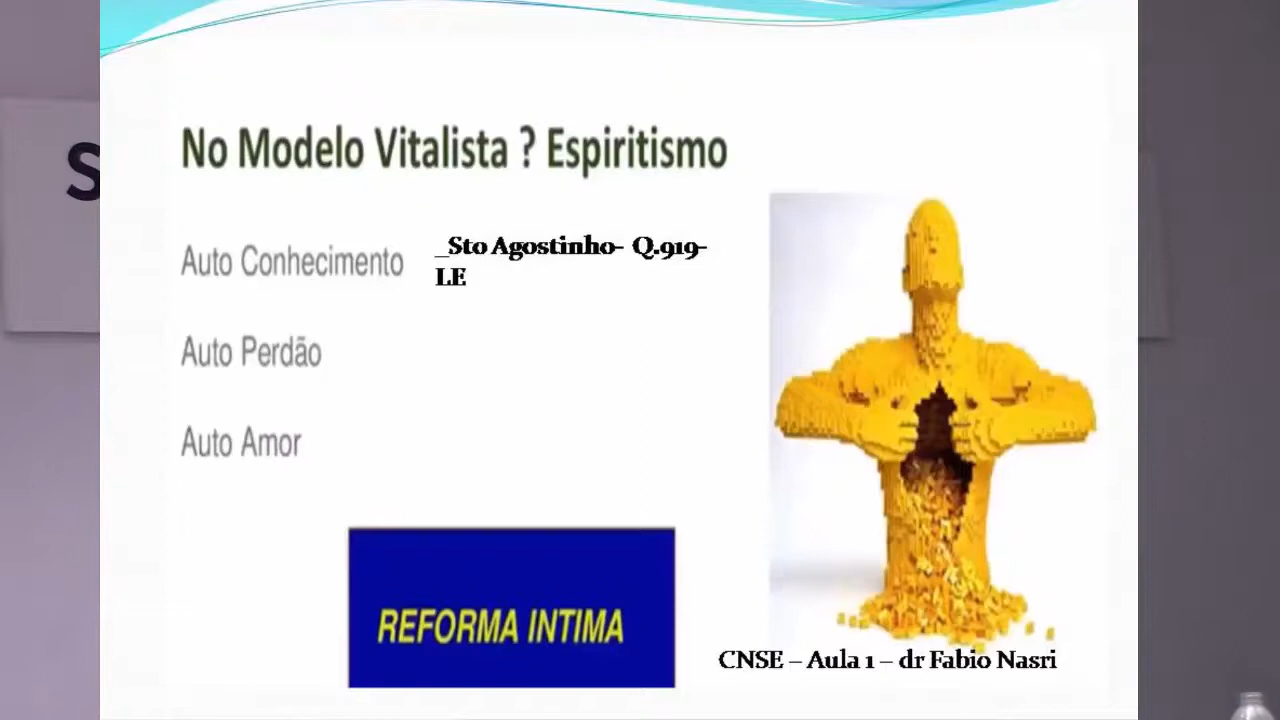 No Modelo Vitalista ? Espiritismo
Auto Conhecimento
_Sto Agostinho- Q.919-
LE
Auto Perdão
Auto Amor
REFORMA INTIMA
CNSE – Aula 1 – dr Fabio Nasri
S